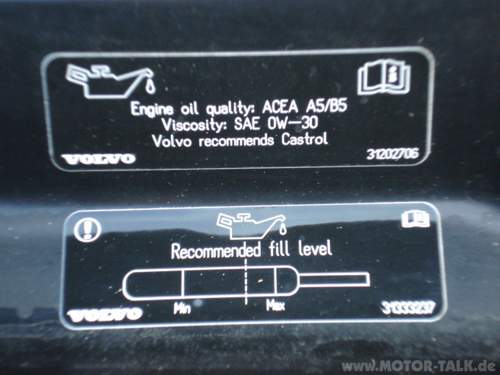 Engine oil quality: ACEA A5/B5
Viscosity: SAE 0W-30
Volvo recommends Castrol
VOLVO 31202706
Recommended fill level
Min Max
VOLVO 31333237
www.MOTOR-TALK.de